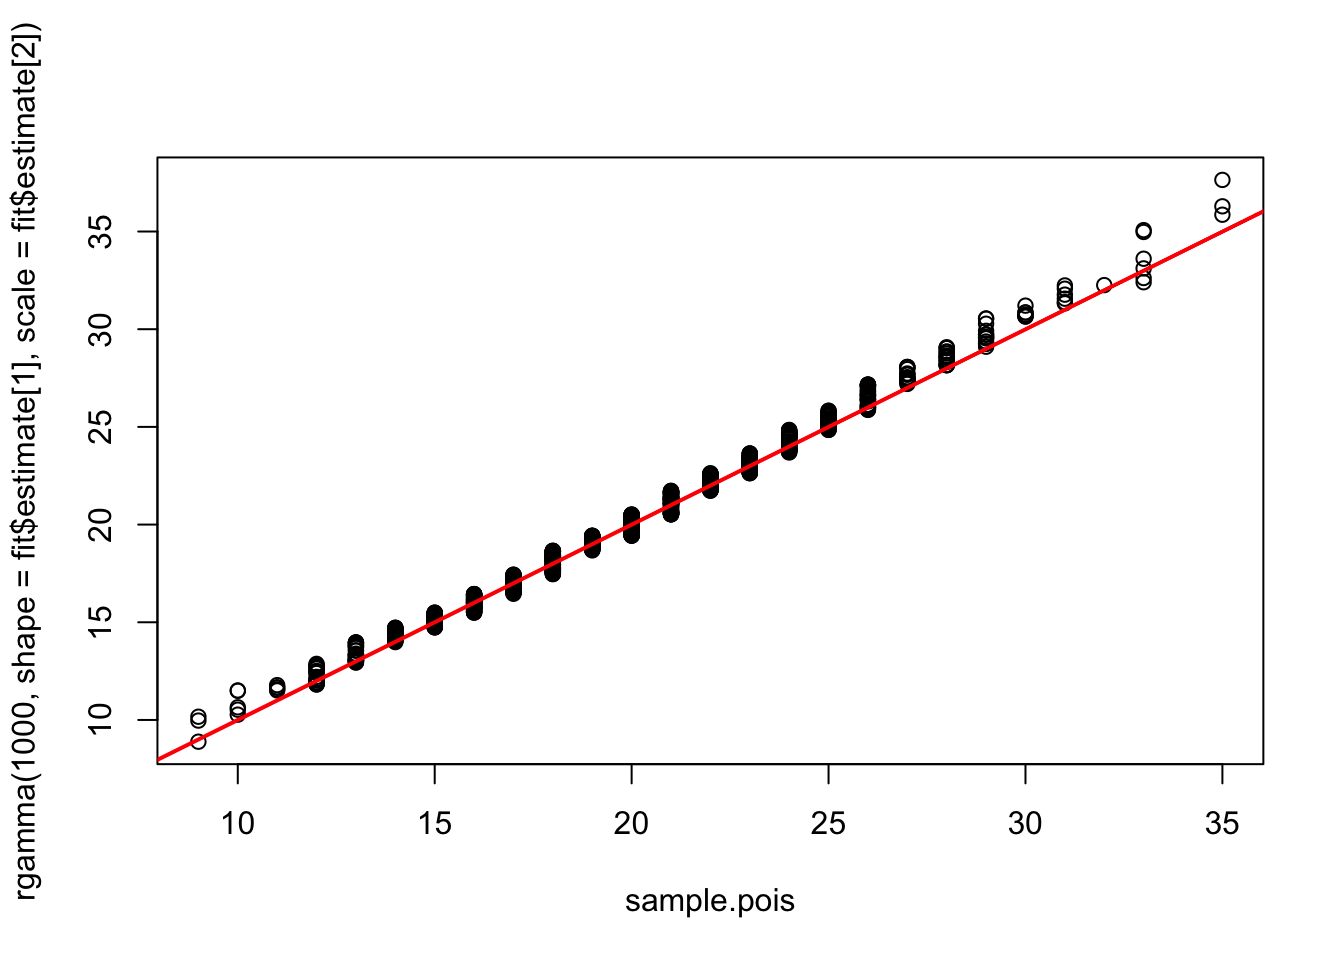 rgamma(1000, shape = fit$estimate[1], scale = fit$estimate[2])
35
30
25
20
15
10
10 15 20 25 30 35
sample.pois